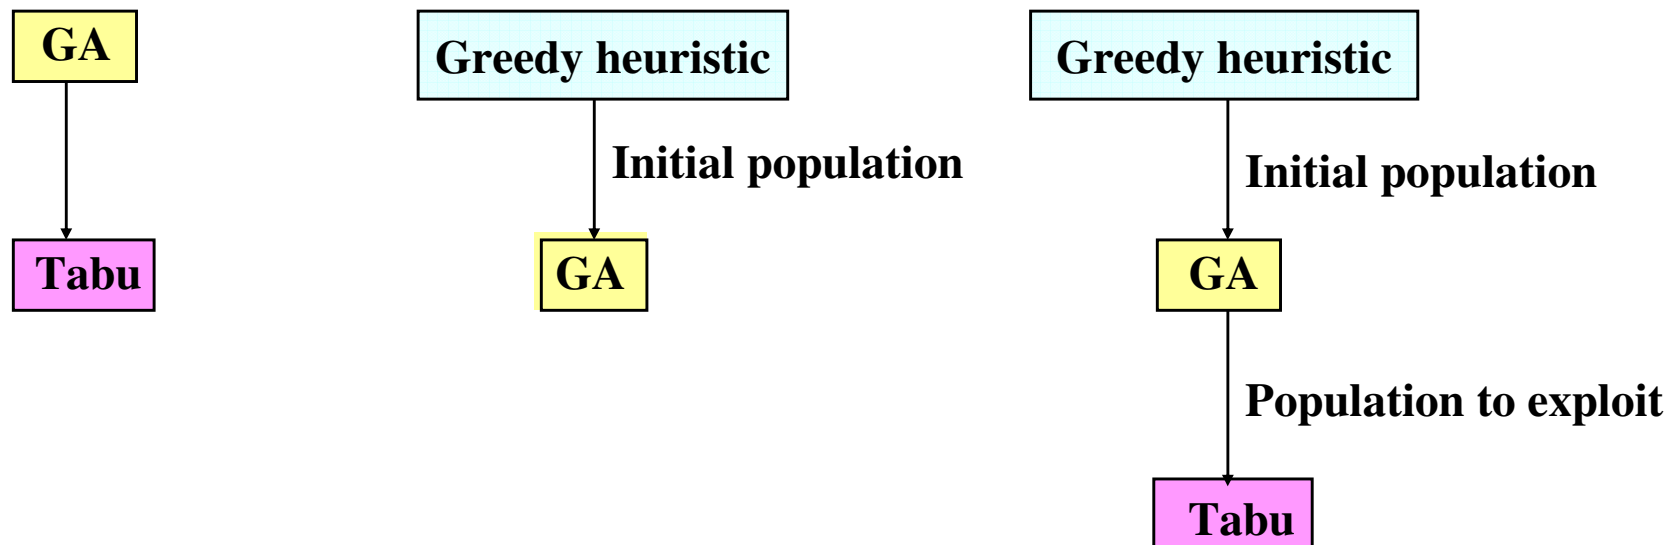 GA
Tabu
Greedy heuristic
Initial population
GA
Greedy heuristic
Initial population
GA
Population to exploit
Tabu